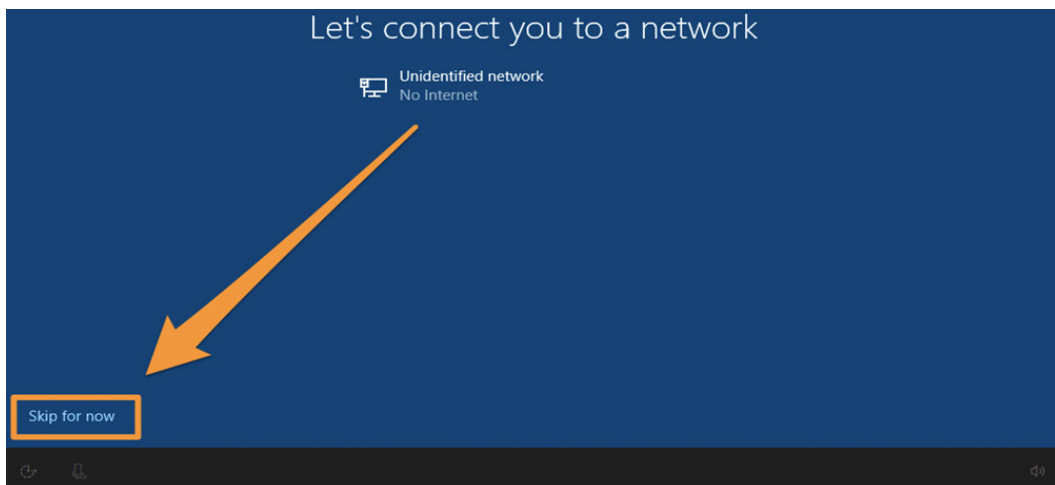 Let's connect you to a network
Unidentified network
No Internet
Skip for now